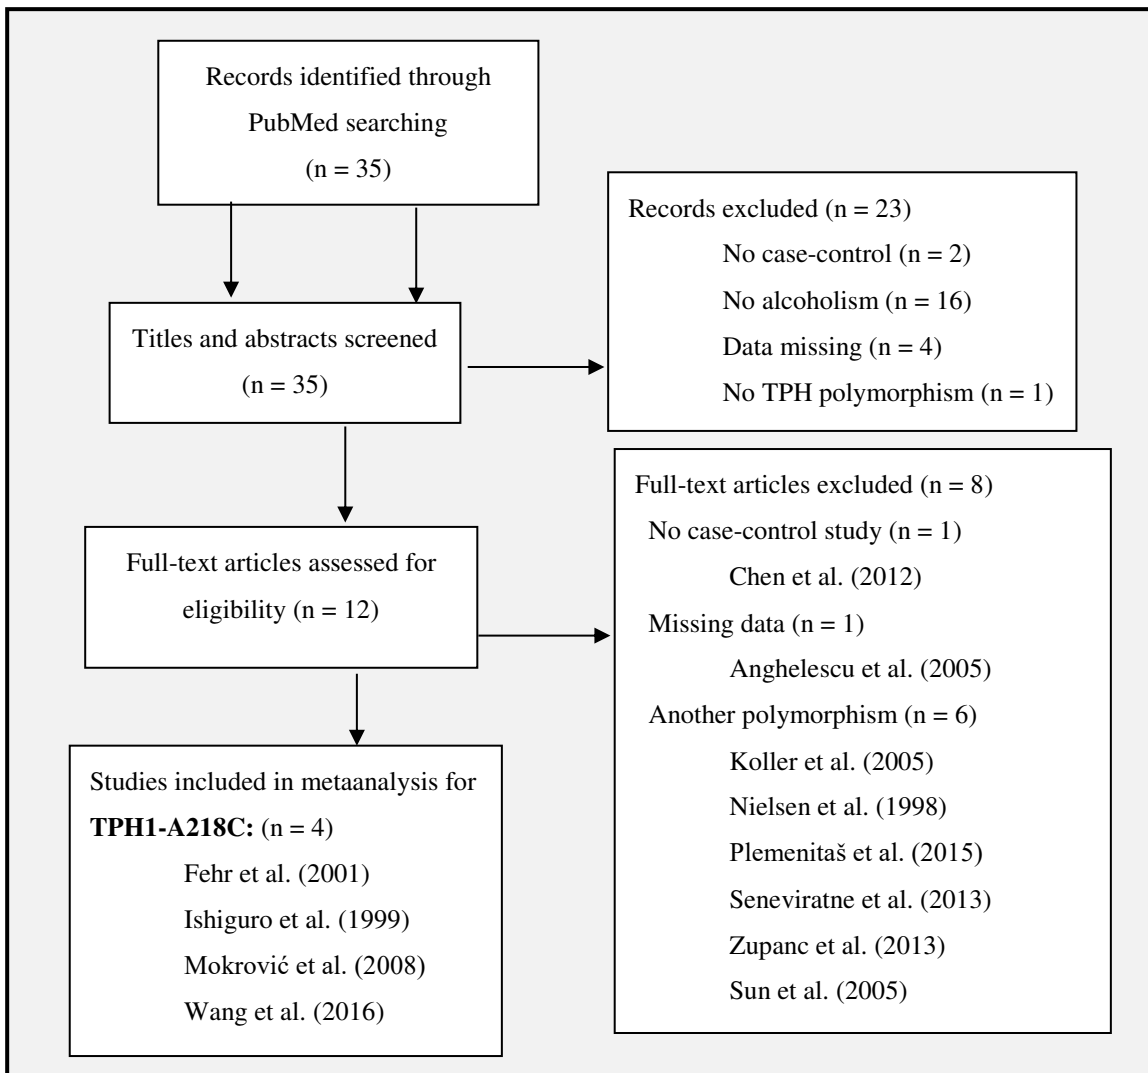 Records identified through
PubMed searching
(n = 35)
Records excluded (n = 23)
No case-control (n = 2)
No alcoholism (n = 16)
Data missing (n = 4)
No TPH polymorphism (n = 1)
Titles and abstracts screened
(n = 35)
Full-text articles assessed for
eligibility (n = 12)
Full-text articles excluded (n = 8)
No case-control study (n = 1)
Chen et al. (2012)
Missing data (n = 1)
Anghelescu et al. (2005)
Another polymorphism (n = 6)
Koller et al. (2005)
Nielsen et al. (1998)
Plemenitaš et al. (2015)
Seneviratne et al. (2013)
Zupanc et al. (2013)
Sun et al. (2005)
Studies included in metaanalysis for
TPH1-A218C: (n = 4)
Fehr et al. (2001)
Ishiguro et al. (1999)
Mokrović et al. (2008)
Wang et al. (2016)